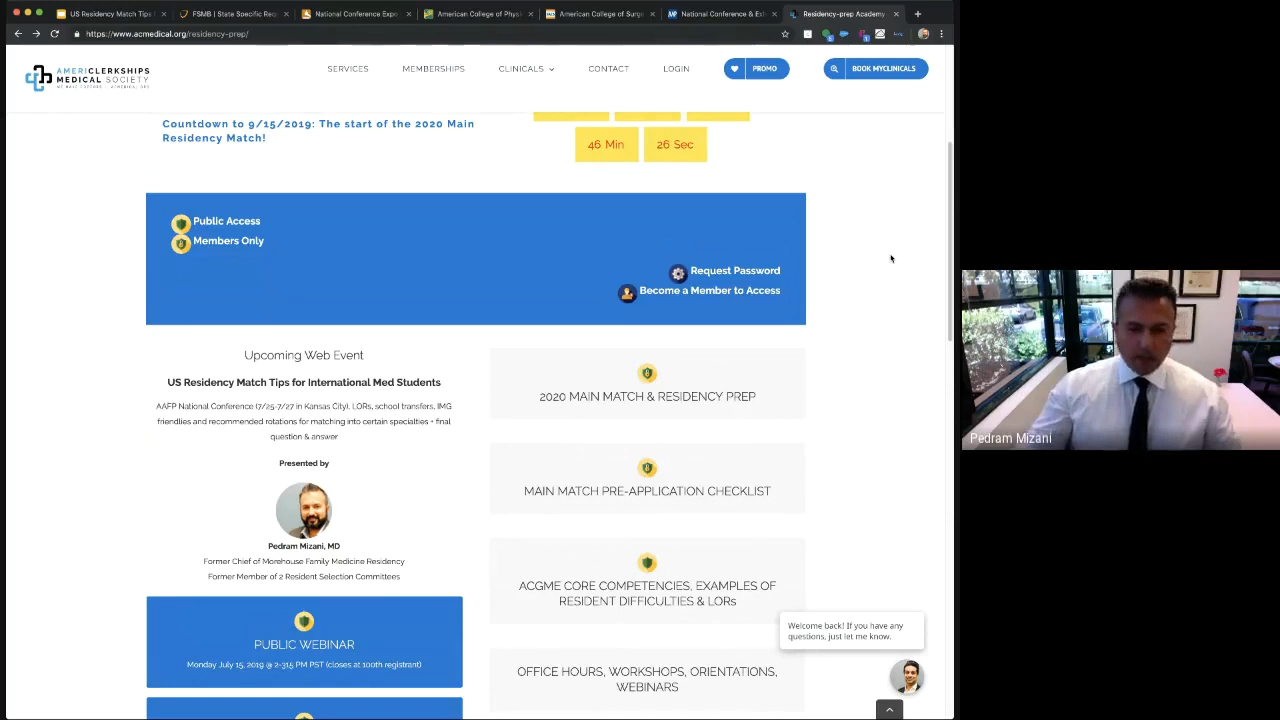 US Residency Match Tips f
FSMB | State Specific Req
National Conference Expo
American College of Physi
American College of Surge
National Conference & Ex
Residency-prep Academy
https://www.acmedical.org/residency-prep/
AMERICLERKSHIPS
MEDICAL SOCIETY
SERVICES
MEMBERSHIPS
CLINICALS
CONTACT
LOGIN
PROMO
BOOK MYCLINICALS
Countdown to 9/15/2019: The start of the 2020 Main
Residency Match!
46 Min
26 Sec
Public Access
Members Only
Request Password
Become a Member to Access
Upcoming Web Event
US Residency Match Tips for International Med Students
AAFP National Conference (7/25-7/27 in Kansas City), LORs, school transfers, IMG
friendlies and recommended rotations for matching into certain specialties + final
question & answer
Presented by
Pedram Mizani, MD
Former Chief of Morehouse Family Medicine Residency
Former Member of 2 Resident Selection Committees
PUBLIC WEBINAR
Monday July 15, 2019 @ 2-3:15 PM PST (closes at 100th registrant)
2020 MAIN MATCH & RESIDENCY PREP
MAIN MATCH PRE-APPLICATION CHECKLIST
ACGME CORE COMPETENCIES, EXAMPLES OF
RESIDENT DIFFICULTIES & LORs
OFFICE HOURS, WORKSHOPS, ORIENTATIONS,
WEBINARS
Welcome back! If you have any
questions, just let me know.
Pedram Mizani